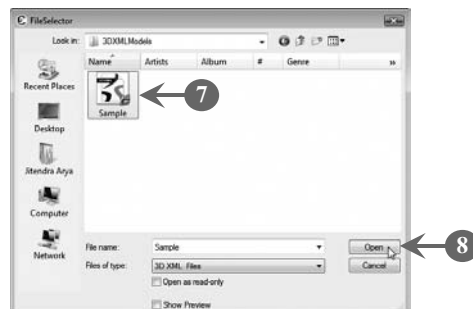 FileSelector
Look in: 3DXMLModels
Name Artists Album # Genre »
Recent Places
Sample
7
Desktop
Jitendra Arya
Computer
Network
File name: Sample
Open
8
Files of type: 3D XML Files
Cancel
Open as read-only
Show Preview